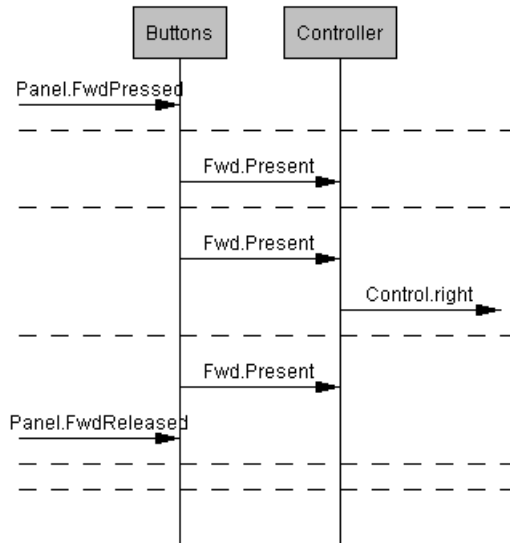 Buttons
Controller
Panel.FwdPressed
Fwd.Present
Fwd.Present
Control.right
Fwd.Present
Panel.FwdReleased